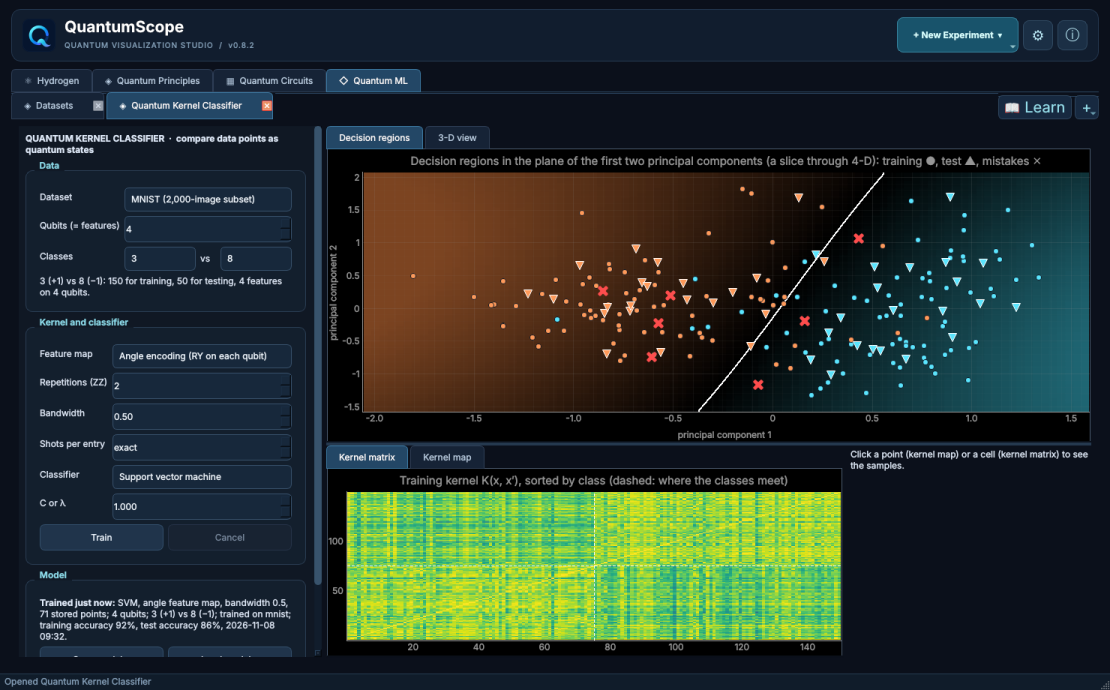 QuantumScope
QUANTUM VISUALIZATION STUDIO / v0.8.2
+ New Experiment ▾
Hydrogen
Quantum Principles
Quantum Circuits
Quantum ML
Datasets
Quantum Kernel Classifier
Learn
+
QUANTUM KERNEL CLASSIFIER · compare data points as
quantum states
Data
Dataset
MNIST (2,000-image subset)
Qubits (= features)
4
Classes
3
vs
8
3 (+1) vs 8 (−1): 150 for training, 50 for testing, 4 features
on 4 qubits.
Kernel and classifier
Feature map
Angle encoding (RY on each qubit)
Repetitions (ZZ)
2
Bandwidth
0.50
Shots per entry
exact
Classifier
Support vector machine
C or λ
1.000
Train
Cancel
Model
Trained just now: SVM, angle feature map, bandwidth 0.5,
71 stored points; 4 qubits; 3 (+1) vs 8 (−1); trained on mnist;
training accuracy 92%, test accuracy 86%, 2026-11-08
09:32.
Decision regions
3-D view
Decision regions in the plane of the first two principal components (a slice through 4-D): training ●, test ▲, mistakes ×
principal component 2
2
1.5
1
0.5
0
-0.5
-1
-1.5
-2.0
-1.5
-1.0
-0.5
0
0.5
1.0
1.5
principal component 1
Kernel matrix
Kernel map
Training kernel K(x, x′), sorted by class (dashed: where the classes meet)
100
50
20
40
60
80
100
120
140
Click a point (kernel map) or a cell (kernel matrix) to see
the samples.
Opened Quantum Kernel Classifier